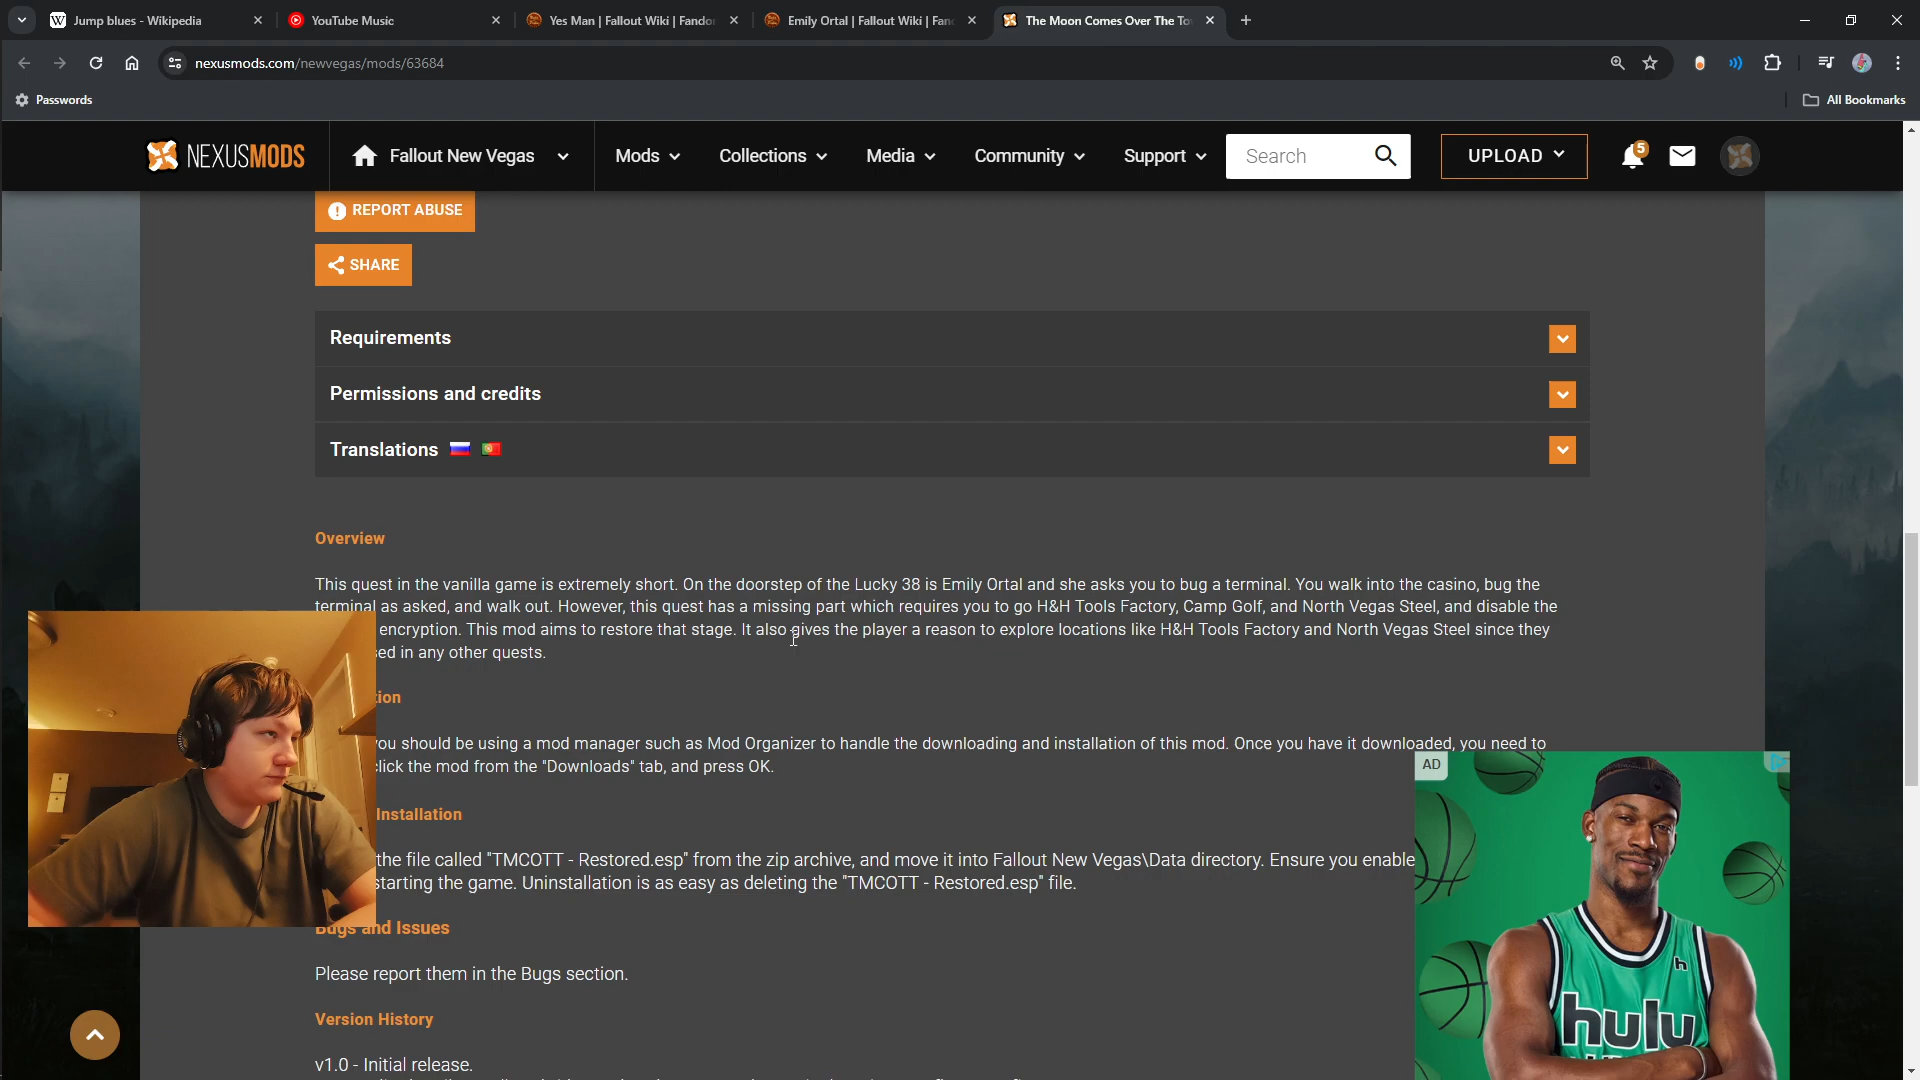 Jump blues - Wikipedia
YouTube Music
Yes Man | Fallout Wiki | Fandor
Emily Ortal | Fallout Wiki | Fan
The Moon Comes Over The To
nexusmods.com/newvegas/mods/63684
Passwords
All Bookmarks
NEXUSMODS
Fallout New Vegas
Mods
Collections
Media
Community
Support
Search
UPLOAD
5
REPORT ABUSE
SHARE
Requirements
Permissions and credits
Translations
Overview
This quest in the vanilla game is extremely short. On the doorstep of the Lucky 38 is Emily Ortal and she asks you to bug a terminal. You walk into the casino, bug the
terminal as asked, and walk out. However, this quest has a missing part which requires you to go H&H Tools Factory, Camp Golf, and North Vegas Steel, and disable the
encryption. This mod aims to restore that stage. It also gives the player a reason to explore locations like H&H Tools Factory and North Vegas Steel since they
sed in any other quests.
tion
you should be using a mod manager such as Mod Organizer to handle the downloading and installation of this mod. Once you have it downloaded, you need to
click the mod from the "Downloads" tab, and press OK.
Installation
the file called "TMCOTT - Restored.esp" from the zip archive, and move it into Fallout New Vegas\Data directory. Ensure you enable
starting the game. Uninstallation is as easy as deleting the "TMCOTT - Restored.esp" file.
Bugs and Issues
Please report them in the Bugs section.
Version History
v1.0 - Initial release.
AD
h
hulu